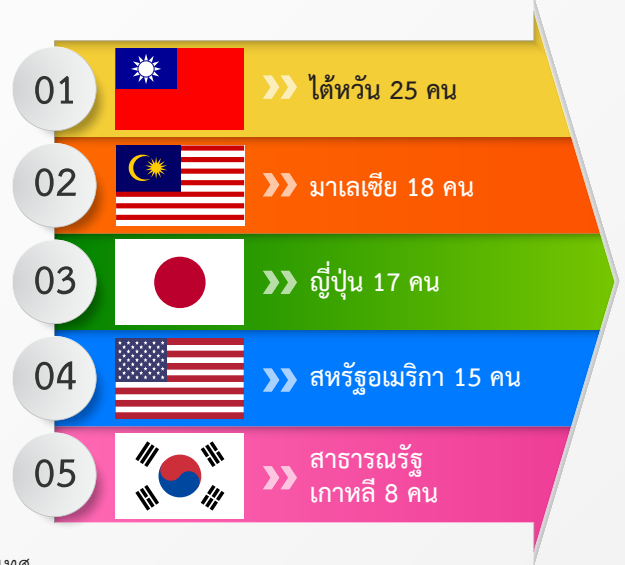 01
ไต้หวัน 25 คน
02
มาเลเซีย 18 คน
03
ญี่ปุ่น 17 คน
04
สหรัฐอเมริกา 15 คน
05
สาธารณรัฐ
เกาหลี 8 คน